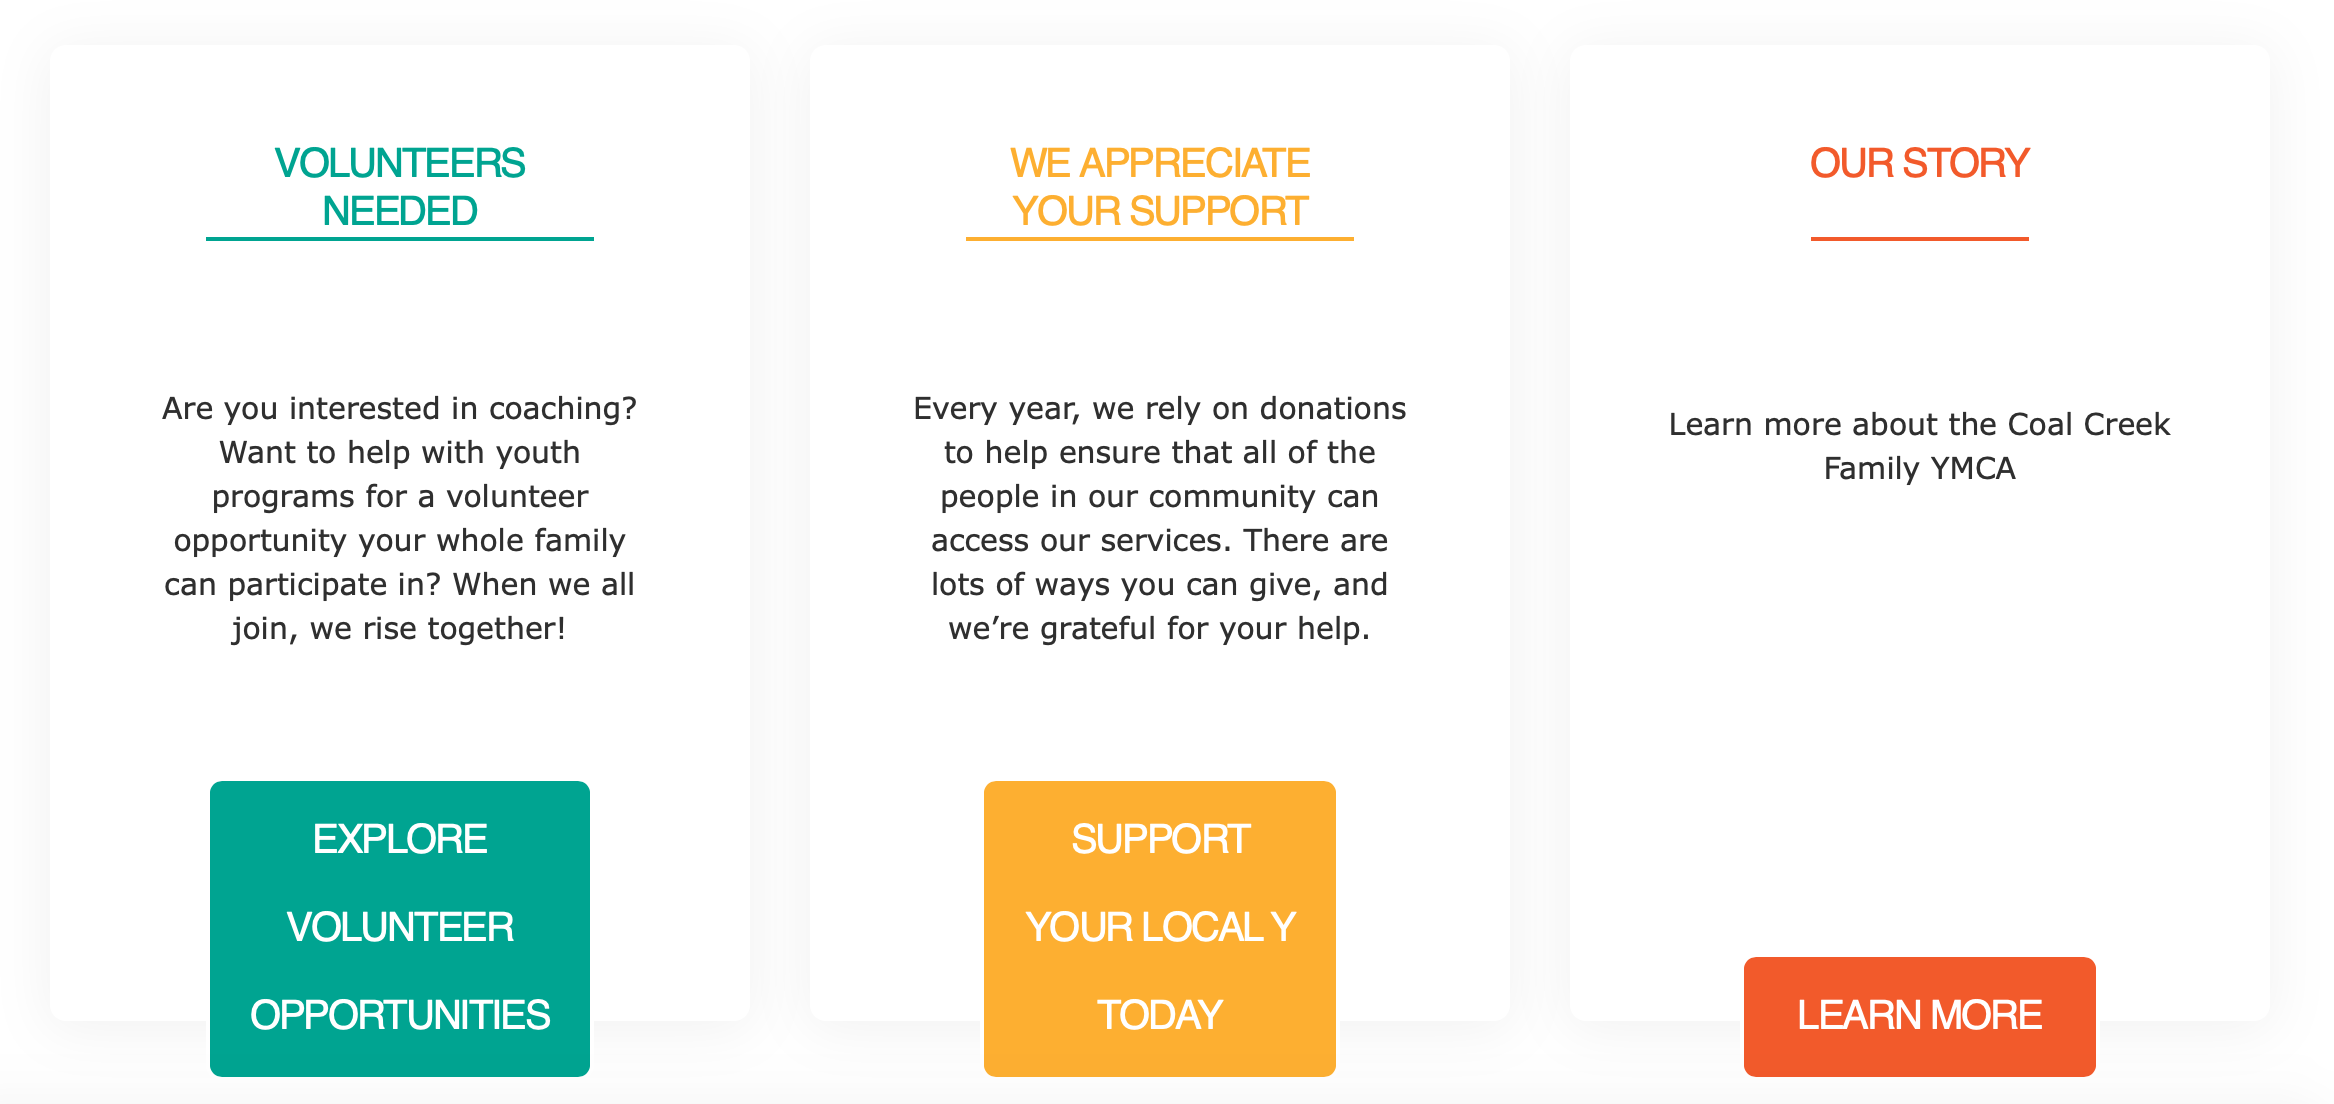 VOLUNTEERS
NEEDED
Are you interested in coaching?
Want to help with youth
programs for a volunteer
opportunity your whole family
can participate in? When we all
join, we rise together!
EXPLORE
VOLUNTEER
OPPORTUNITIES
WE APPRECIATE
YOUR SUPPORT
Every year, we rely on donations
to help ensure that all of the
people in our community can
access our services. There are
lots of ways you can give, and
we’re grateful for your help.
SUPPORT
YOUR LOCAL Y
TODAY
OUR STORY
Learn more about the Coal Creek
Family YMCA
LEARN MORE